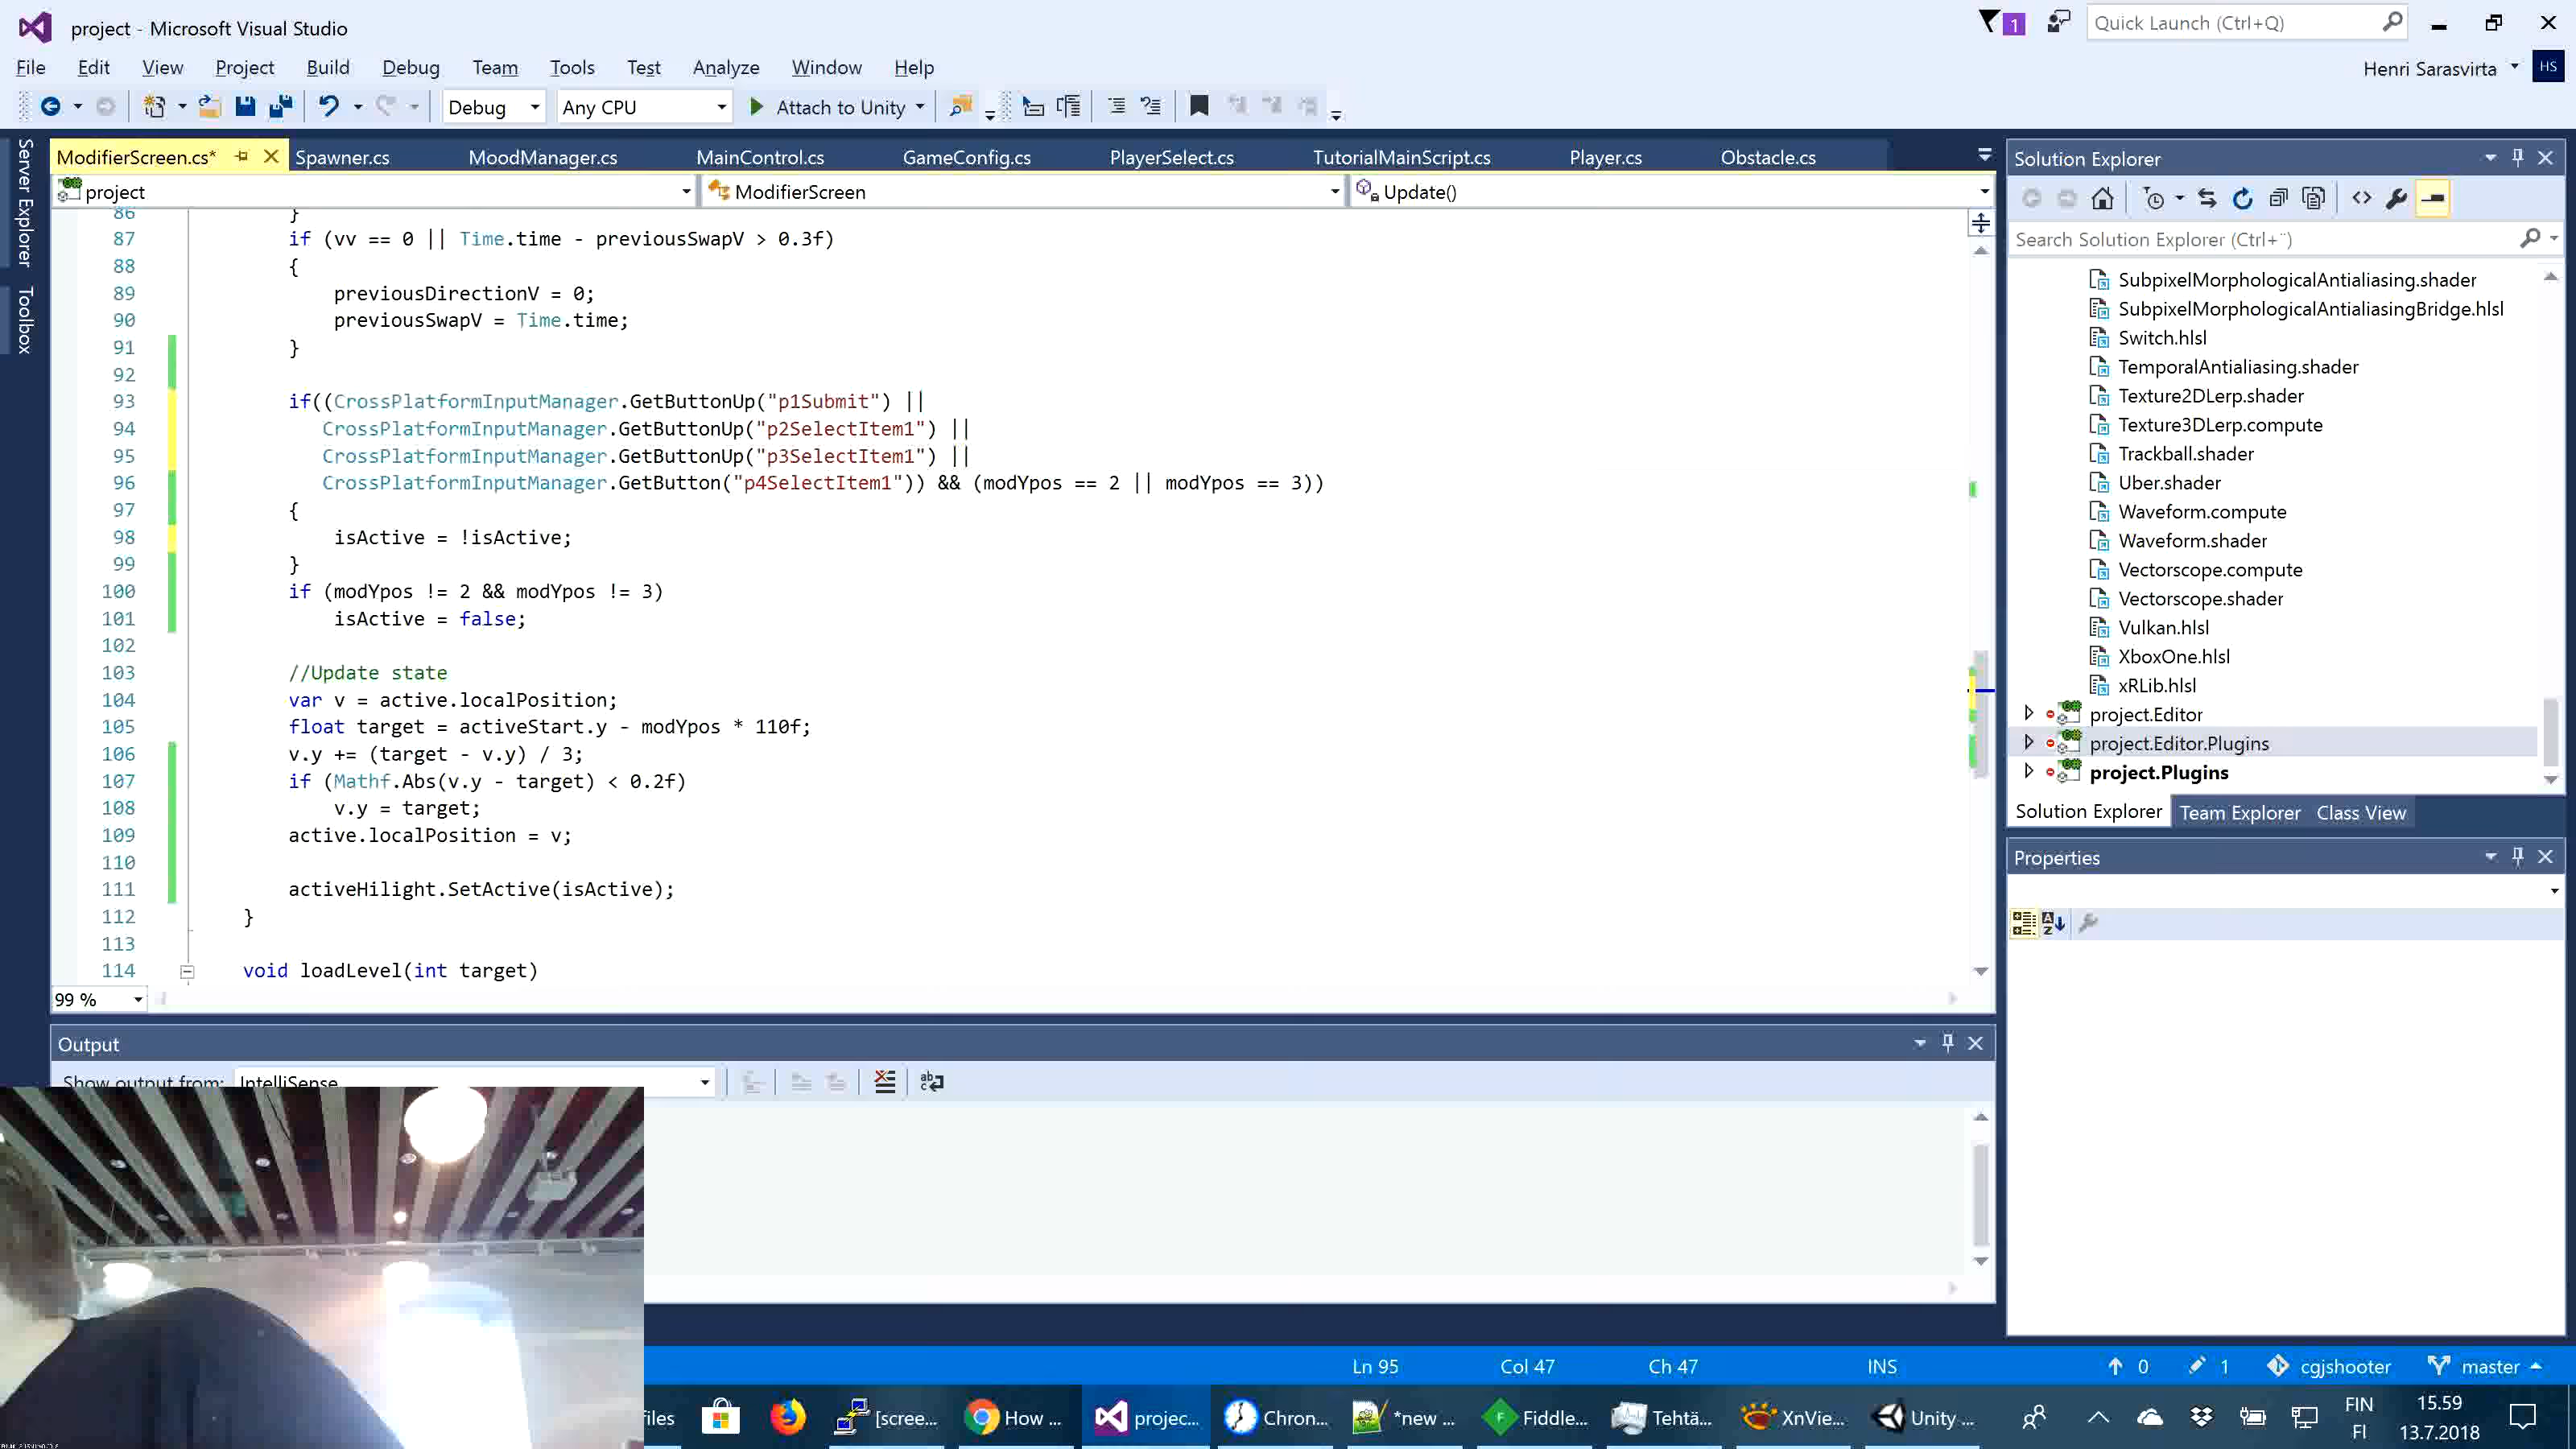 project - Microsoft Visual Studio
1
Quick Launch (Ctrl+Q)
File Edit View Project Build Debug Team Tools Test Analyze Window Help
Henri Sarasvirta HS
Debug Any CPU Attach to Unity
Server Explorer
Toolbox
ModifierScreen.cs* Spawner.cs MoodManager.cs MainControl.cs GameConfig.cs PlayerSelect.cs TutorialMainScript.cs Player.cs Obstacle.cs
project ModifierScreen Update()
86 }
87 if (vv == 0 || Time.time - previousSwapV > 0.3f)
88 {
89 previousDirectionV = 0;
90 previousSwapV = Time.time;
91 }
92
93 if((CrossPlatformInputManager.GetButtonUp("p1Submit") ||
94 CrossPlatformInputManager.GetButtonUp("p2SelectItem1") ||
95 CrossPlatformInputManager.GetButtonUp("p3SelectItem1") ||
96 CrossPlatformInputManager.GetButton("p4SelectItem1")) && (modYpos == 2 || modYpos == 3))
97 {
98 isActive = !isActive;
99 }
100 if (modYpos != 2 && modYpos != 3)
101 isActive = false;
102
103 //Update state
104 var v = active.localPosition;
105 float target = activeStart.y - modYpos * 110f;
106 v.y += (target - v.y) / 3;
107 if (Mathf.Abs(v.y - target) < 0.2f)
108 v.y = target;
109 active.localPosition = v;
110
111 activeHilight.SetActive(isActive);
112 }
113
114 void loadLevel(int target)
99 %
Output
Show output from: IntelliSense
Solution Explorer
Search Solution Explorer (Ctrl+¨)
SubpixelMorphologicalAntialiasing.shader
SubpixelMorphologicalAntialiasingBridge.hlsl
Switch.hlsl
TemporalAntialiasing.shader
Texture2DLerp.shader
Texture3DLerp.compute
Trackball.shader
Uber.shader
Waveform.compute
Waveform.shader
Vectorscope.compute
Vectorscope.shader
Vulkan.hlsl
XboxOne.hlsl
xRLib.hlsl
project.Editor
project.Editor.Plugins
project.Plugins
Solution Explorer Team Explorer Class View
Properties
Ln 95 Col 47 Ch 47 INS 0 1 cgjshooter master
files [scree... How ... projec... Chron... *new ... Fiddle... Tehtä... XnVie... Unity ...
FIN
FI
15.59
13.7.2018